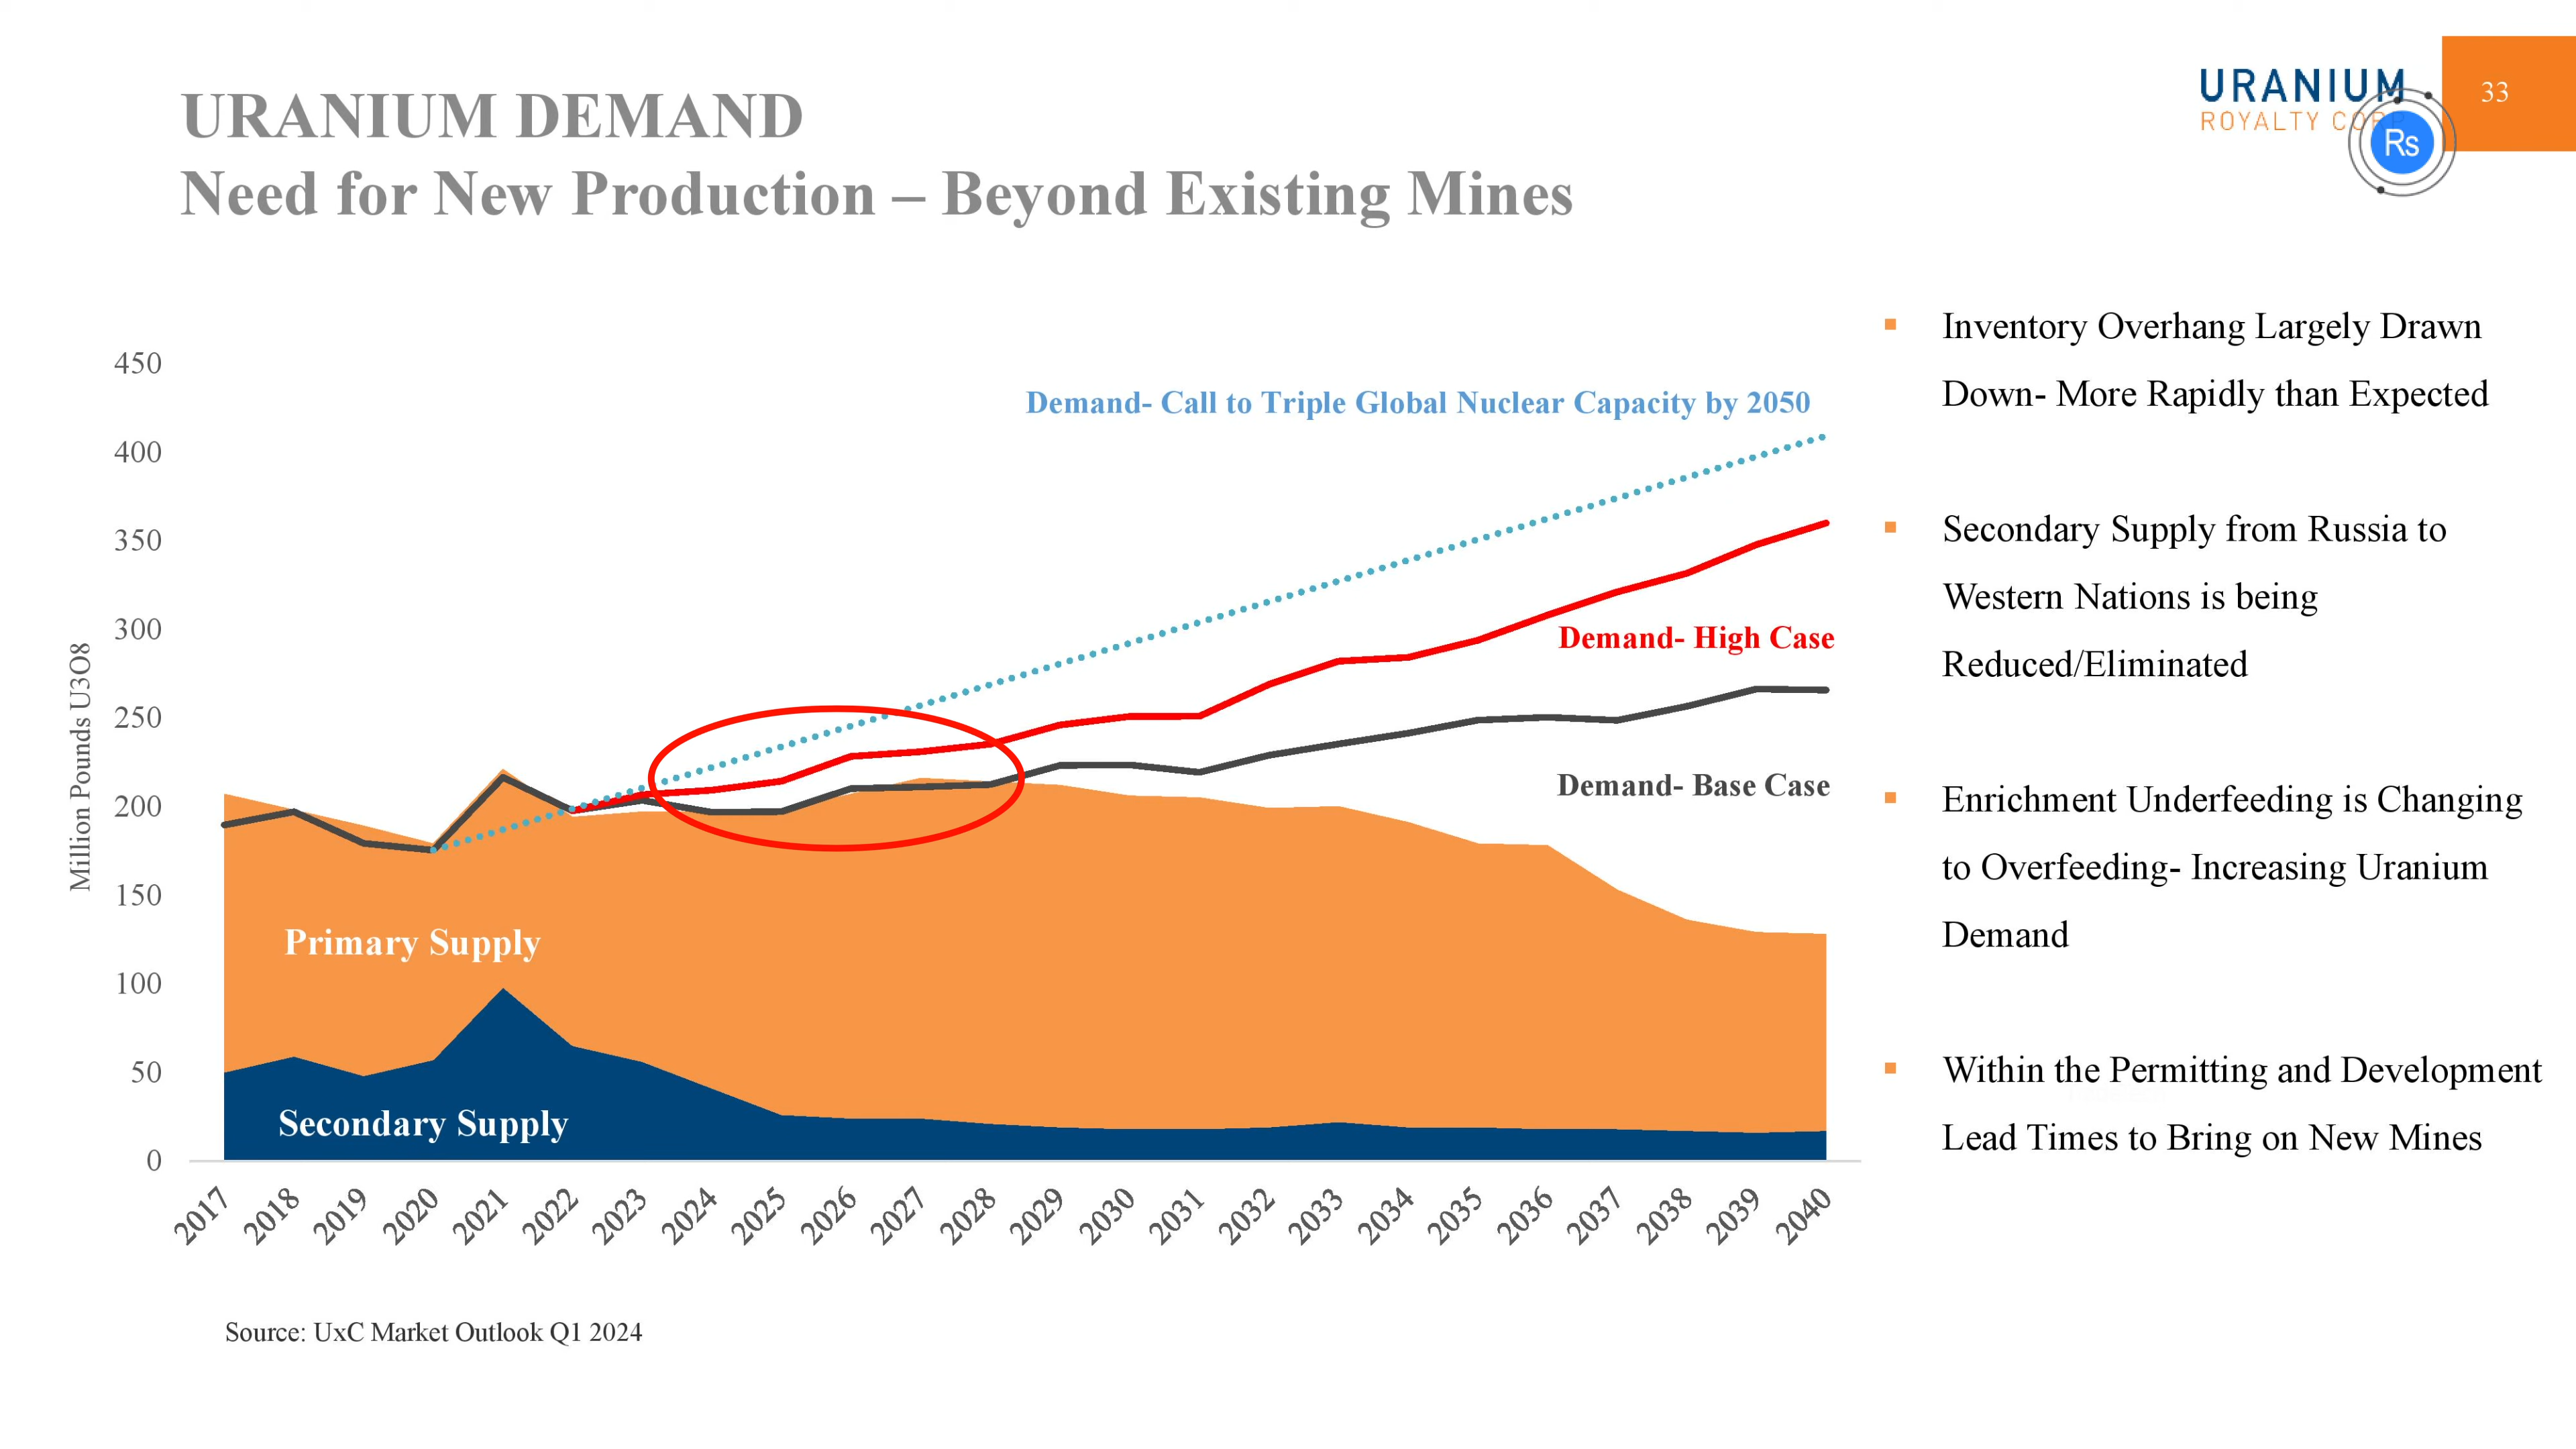 URANIUM DEMAND
Need for New Production – Beyond Existing Mines
URANIUM
ROYALTY CORP
Rs
33
Million Pounds U3O8
450
400
350
300
250
200
150
100
50
0
Demand- Call to Triple Global Nuclear Capacity by 2050
Demand- High Case
Demand- Base Case
Primary Supply
Secondary Supply
2017
2018
2019
2020
2021
2022
2023
2024
2025
2026
2027
2028
2029
2030
2031
2032
2033
2034
2035
2036
2037
2038
2039
2040
▪ Inventory Overhang Largely Drawn
Down- More Rapidly than Expected
▪ Secondary Supply from Russia to
Western Nations is being
Reduced/Eliminated
▪ Enrichment Underfeeding is Changing
to Overfeeding- Increasing Uranium
Demand
▪ Within the Permitting and Development
Lead Times to Bring on New Mines
Source: UxC Market Outlook Q1 2024